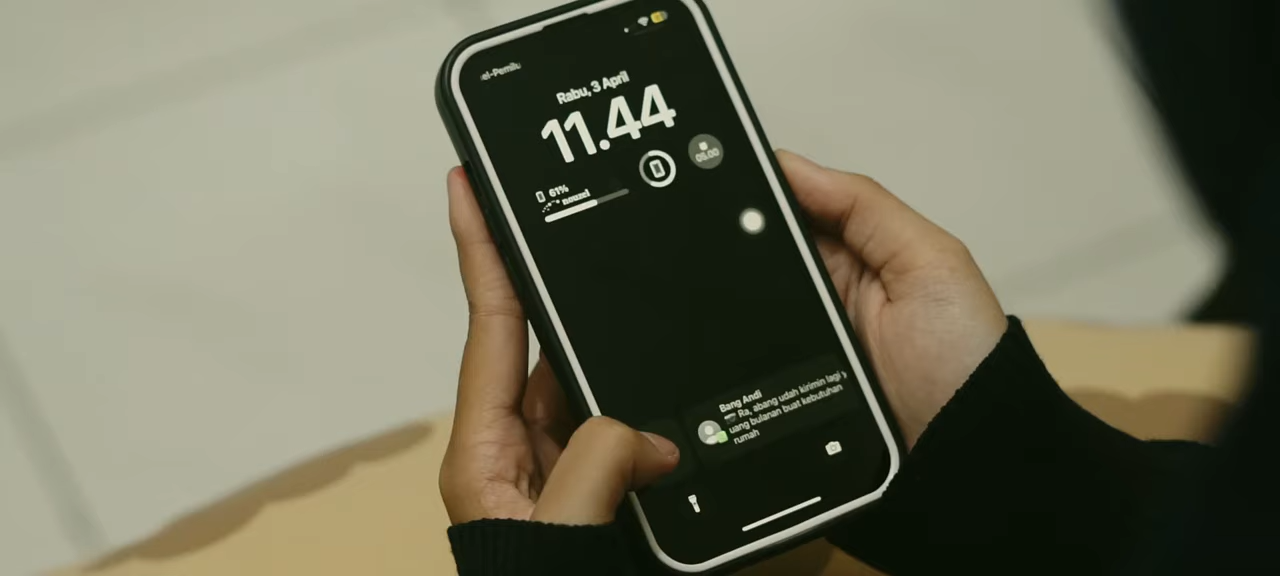 el-Pemilu
Rabu, 3 April
11.44
61%
nouzel
05.00
Bang Andi
Ra, abang udah kirimin lagi
uang bulanan buat kebutuhan
rumah